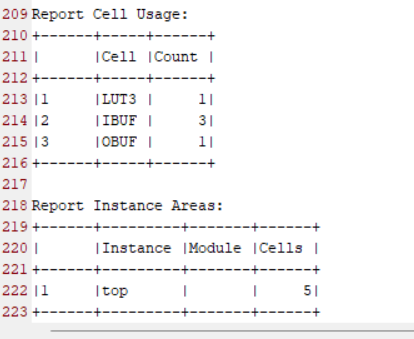 209 Report Cell Usage:
210 +------+-----+------+
211 |      |Cell |Count |
212 +------+-----+------+
213 |1     |LUT3 |     1|
214 |2     |IBUF |     3|
215 |3     |OBUF |     1|
216 +------+-----+------+
217
218 Report Instance Areas:
219 +------+---------+-------+------+
220 |      |Instance |Module |Cells |
221 +------+---------+-------+------+
222 |1     |top      |       |     5|
223 +------+---------+-------+------+